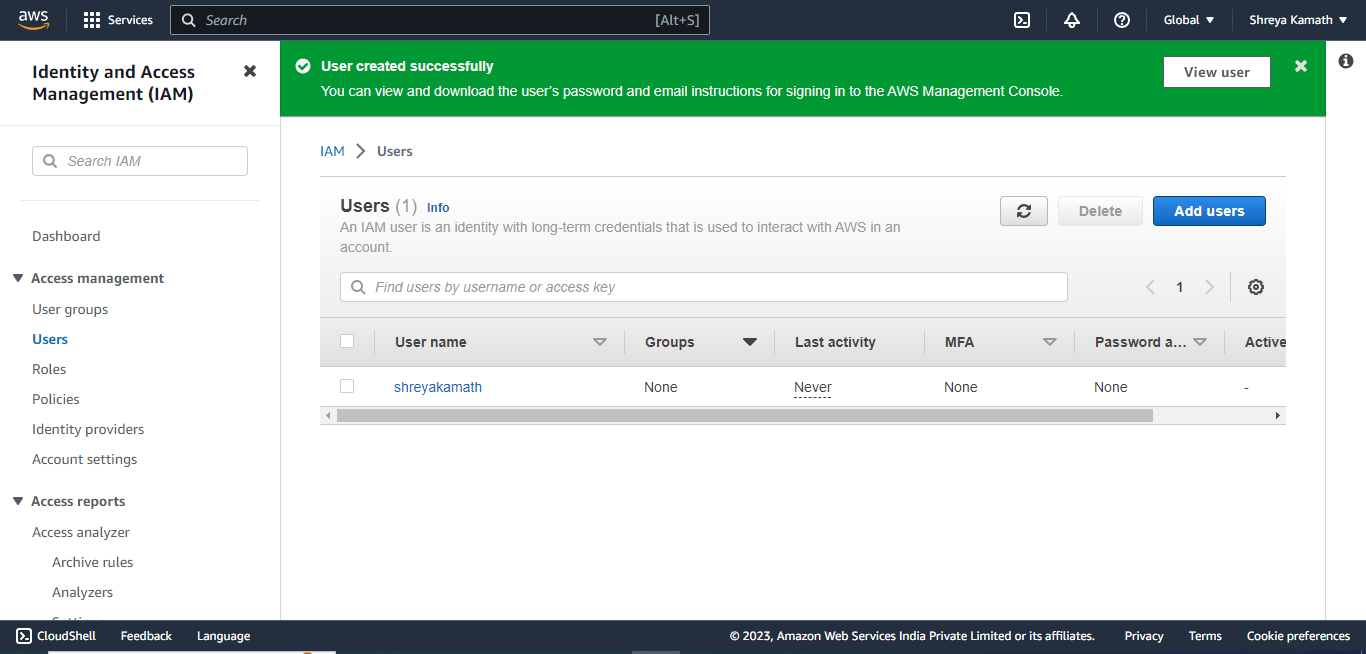 aws
Services
Search
[Alt+S]
Global
Shreya Kamath
Identity and Access
Management (IAM)
Search IAM
Dashboard
Access management
User groups
Users
Roles
Policies
Identity providers
Account settings
Access reports
Access analyzer
Archive rules
Analyzers
User created successfully
You can view and download the user's password and email instructions for signing in to the AWS Management Console.
View user
IAM > Users
Users (1) Info
An IAM user is an identity with long-term credentials that is used to interact with AWS in an
account.
Delete
Add users
Find users by username or access key
1
User name Groups Last activity MFA Password a... Active
shreyakamath None Never None None -
CloudShell Feedback Language © 2023, Amazon Web Services India Private Limited or its affiliates. Privacy Terms Cookie preferences